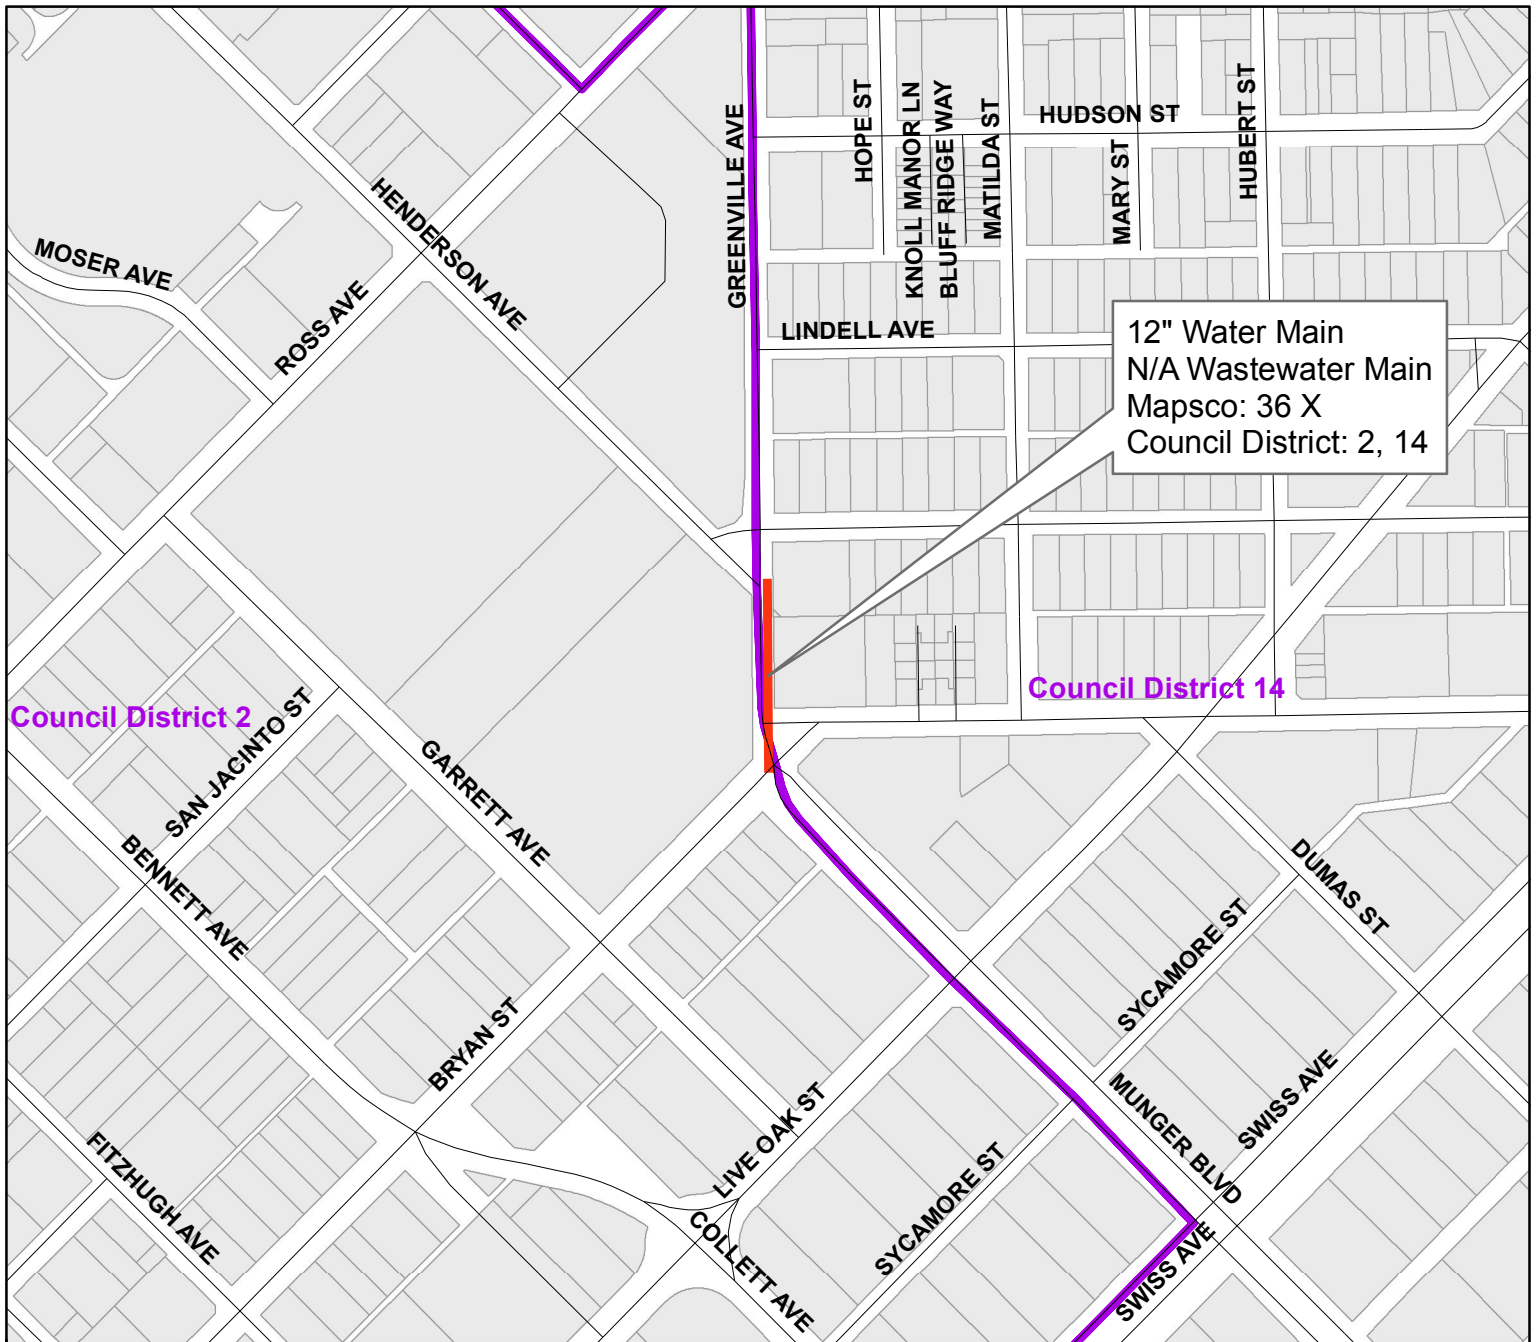 HUDSON ST
HOPE ST
KNOLL MANOR LN
BLUFF RIDGE WAY
MATILDA ST
MARY ST
HUBERT ST
GREENVILLE AVE
HENDERSON AVE
MOSER AVE
ROSS AVE
LINDELL AVE
12" Water Main
N/A Wastewater Main
Mapsco: 36 X
Council District: 2, 14
Council District 14
Council District 2
SAN JACINTO ST
GARRETT AVE
BENNETT AVE
BRYAN ST
DUMAS ST
SYCAMORE ST
SWISS AVE
MUNGER BLVD
LIVE OAK ST
SYCAMORE ST
FITZHUGH AVE
COLLETT AVE
SWISS AVE